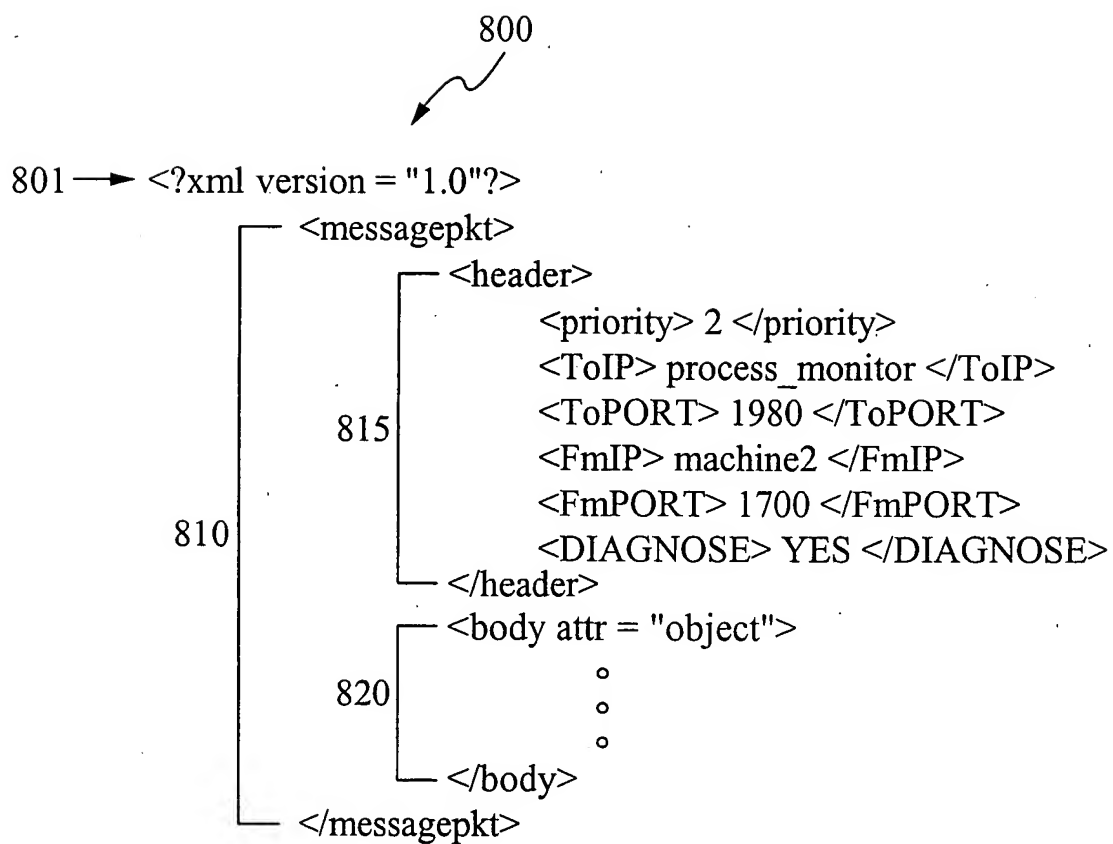 800
801 <?xml version = "1.0"?>
<messagepkt>
<header>
<priority> 2 </priority>
<ToIP> process_monitor </ToIP>
<ToPORT> 1980 </ToPORT>
815
<FmIP> machine2 </FmIP>
<FmPORT> 1700 </FmPORT>
810
<DIAGNOSE> YES </DIAGNOSE>
</header>
<body attr = "object">
820
</body>
</messagepkt>